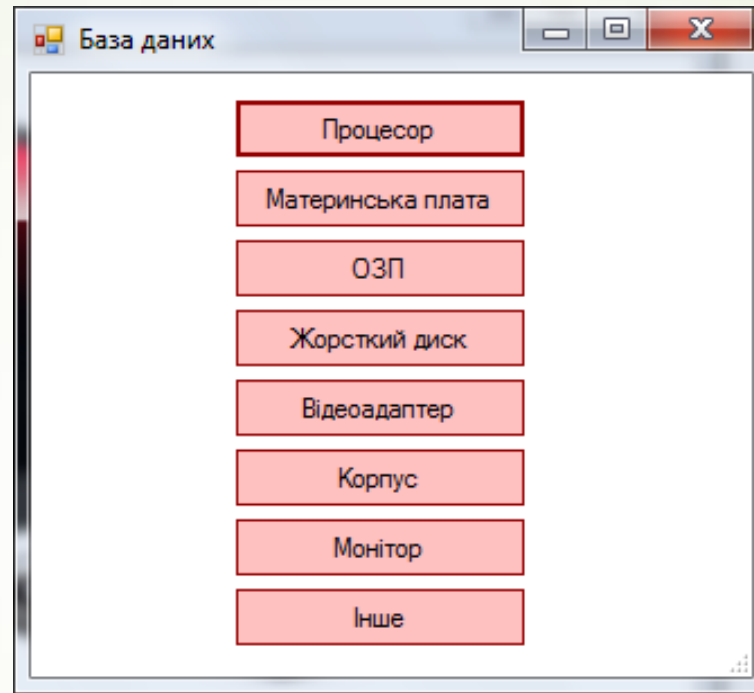 База даних
Процесор
Материнська плата
ОЗП
Жорсткий диск
Відеоадаптер
Корпус
Монітор
Інше